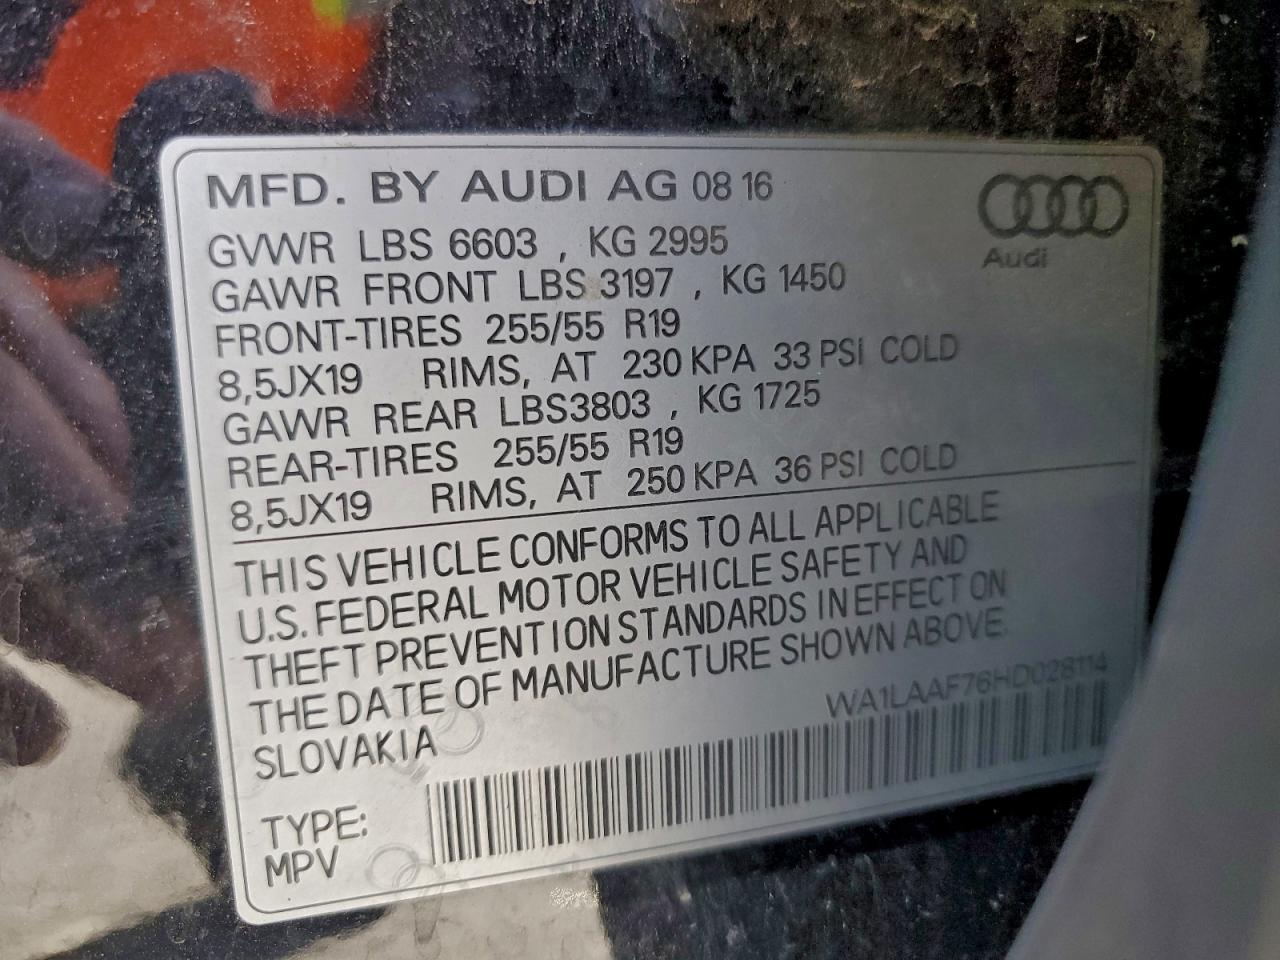 MFD. BY AUDI AG 08 16
Audi
GVWR LBS 6603 , KG 2995
GAWR FRONT LBS 3197 , KG 1450
FRONT-TIRES 255/55 R19
8,5JX19 RIMS, AT 230 KPA 33 PSI COLD
GAWR REAR LBS3803 , KG 1725
REAR-TIRES 255/55 R19
8,5JX19 RIMS, AT 250 KPA 36 PSI COLD
THIS VEHICLE CONFORMS TO ALL APPLICABLE
U.S. FEDERAL MOTOR VEHICLE SAFETY AND
THEFT PREVENTION STANDARDS IN EFFECT ON
THE DATE OF MANUFACTURE SHOWN ABOVE.
SLOVAKIA
WA1LAAF76HD028114
TYPE:
MPV